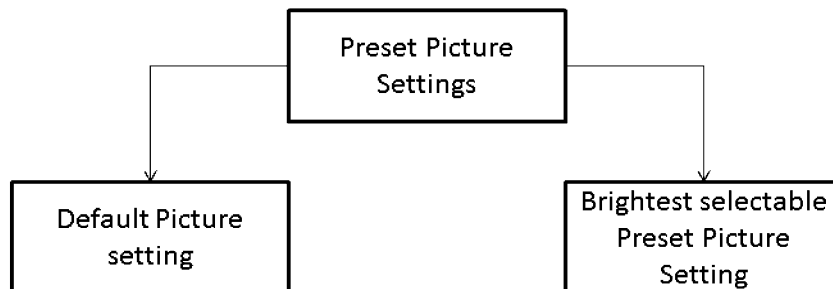 Preset Picture
Settings
Default Picture
setting
Brightest selectable
Preset Picture
Setting